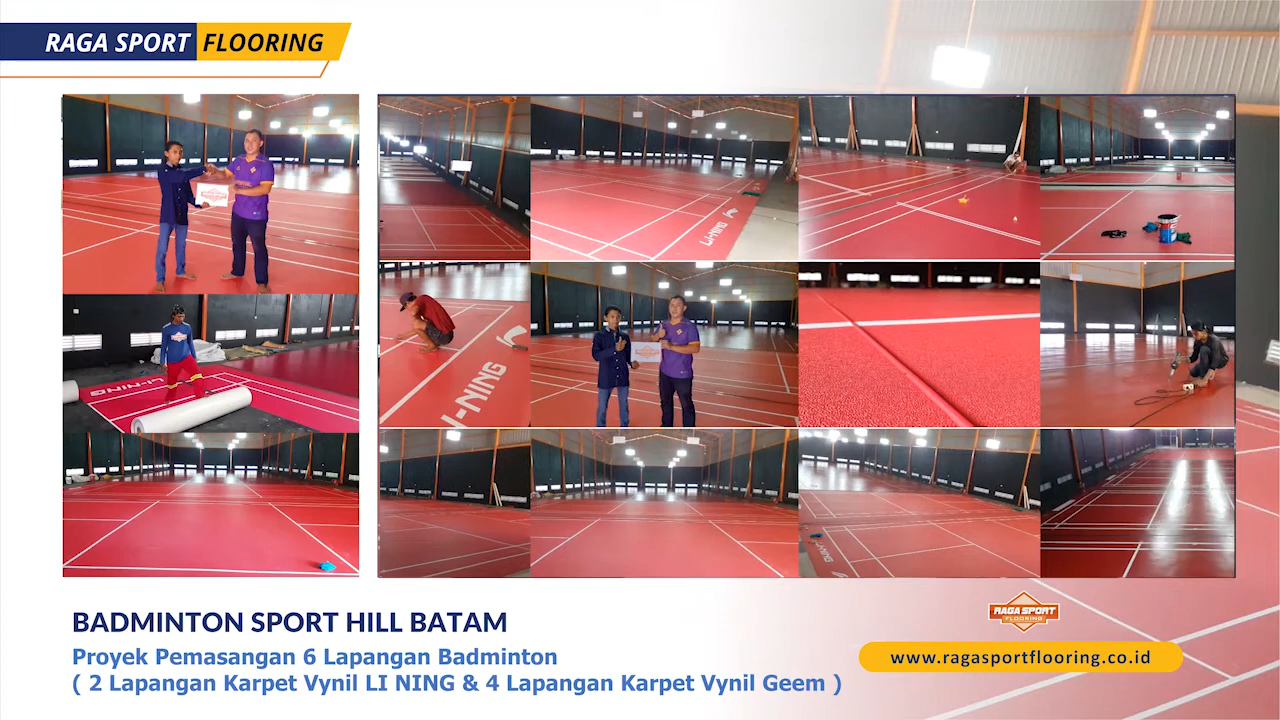 RAGA SPORT FLOORING
LI-NING
LI-NING
LI-NING
BADMINTON SPORT HILL BATAM
Proyek Pemasangan 6 Lapangan Badminton
( 2 Lapangan Karpet Vynil LI NING & 4 Lapangan Karpet Vynil Geem )
RAGA SPORT
FLOORING
www.ragasportflooring.co.id